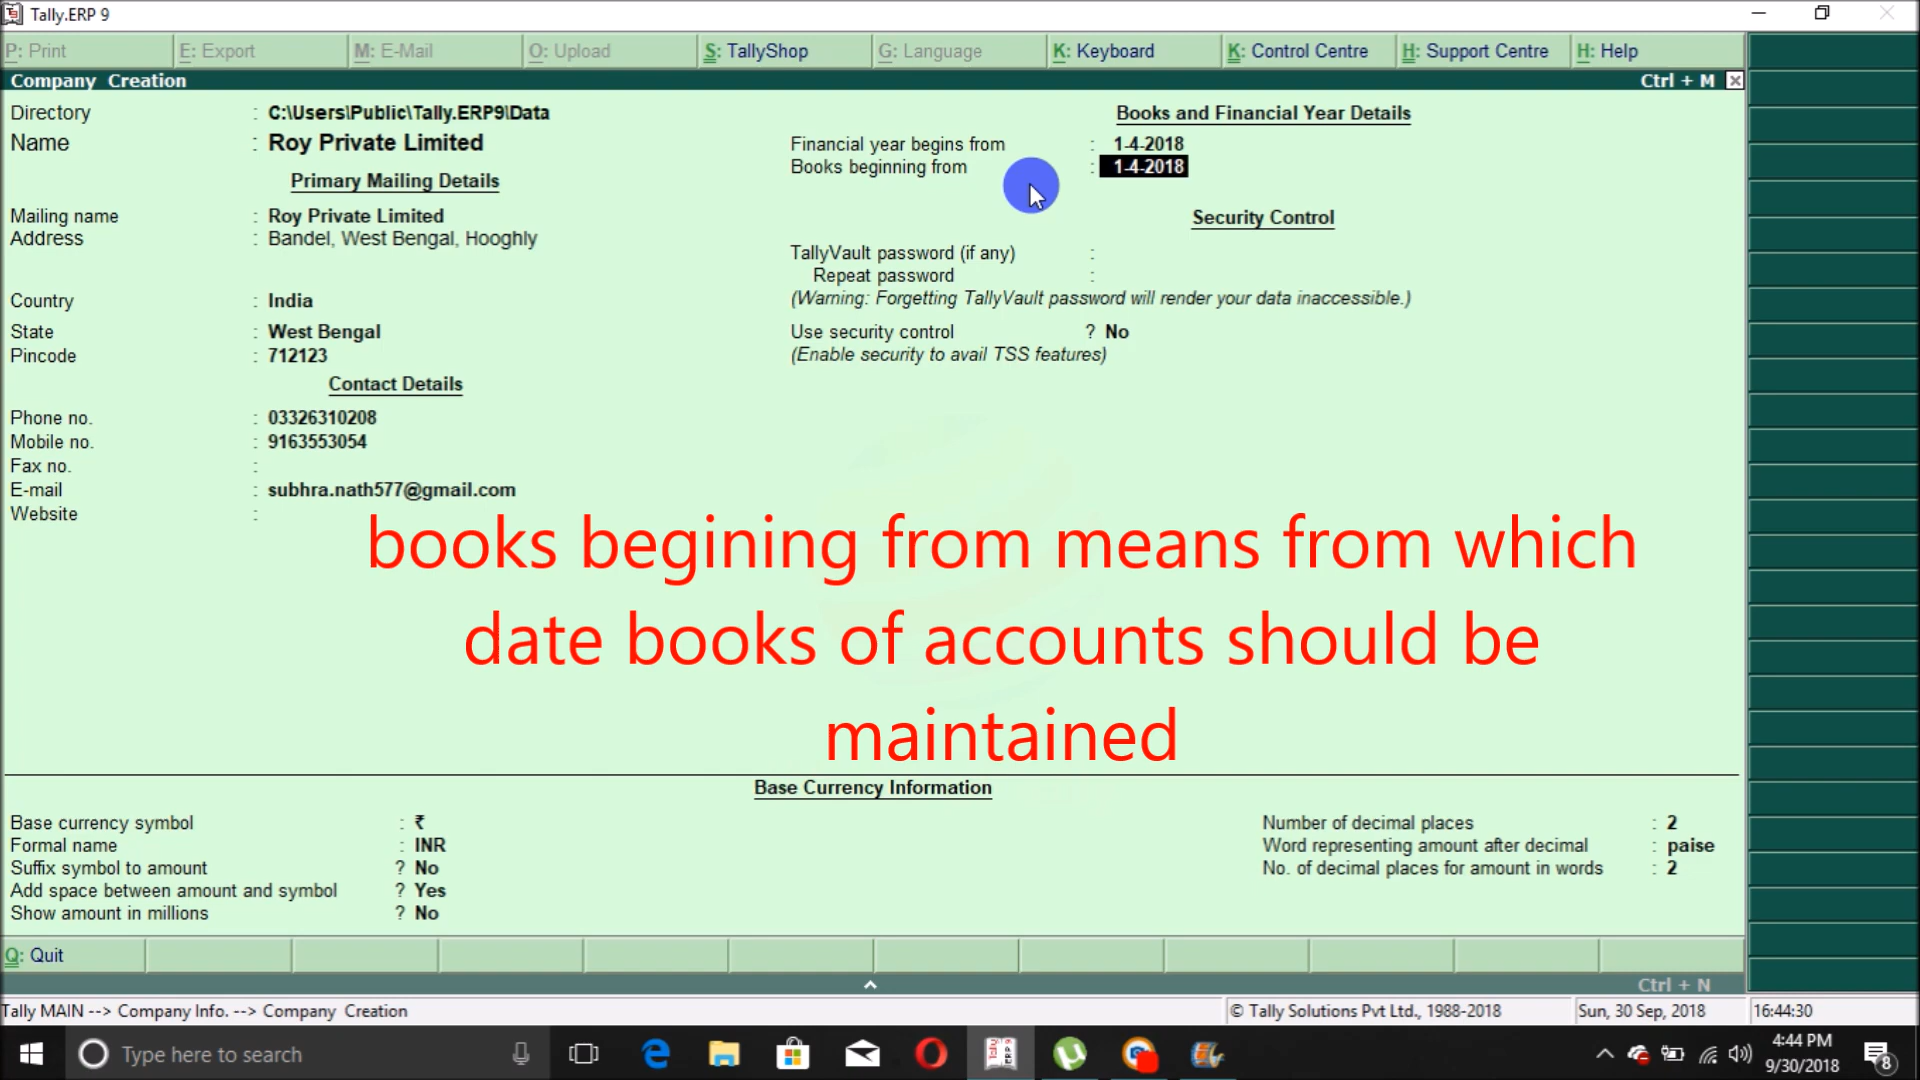 Tally.ERP 9
P: Print E: Export M: E-Mail O: Upload S: TallyShop G: Language K: Keyboard K: Control Centre H: Support Centre H: Help
Company Creation Ctrl + M
Directory : C:\Users\Public\Tally.ERP9\Data
Name : Roy Private Limited
Primary Mailing Details
Mailing name : Roy Private Limited
Address : Bandel, West Bengal, Hooghly
Country : India
State : West Bengal
Pincode : 712123
Contact Details
Phone no. : 03326310208
Mobile no. : 9163553054
Fax no. :
E-mail : subhra.nath577@gmail.com
Website :
Books and Financial Year Details
Financial year begins from : 1-4-2018
Books beginning from : 1-4-2018
Security Control
TallyVault password (if any) :
Repeat password :
(Warning: Forgetting TallyVault password will render your data inaccessible.)
Use security control ? No
(Enable security to avail TSS features)
books begining from means from which
date books of accounts should be
maintained
Base Currency Information
Base currency symbol : ₹
Formal name : INR
Suffix symbol to amount ? No
Add space between amount and symbol ? Yes
Show amount in millions ? No
Number of decimal places : 2
Word representing amount after decimal : paise
No. of decimal places for amount in words : 2
Q: Quit
Ctrl + N
Tally MAIN --> Company Info. --> Company Creation © Tally Solutions Pvt Ltd., 1988-2018 Sun, 30 Sep, 2018 16:44:30
Type here to search
4:44 PM
9/30/2018
8